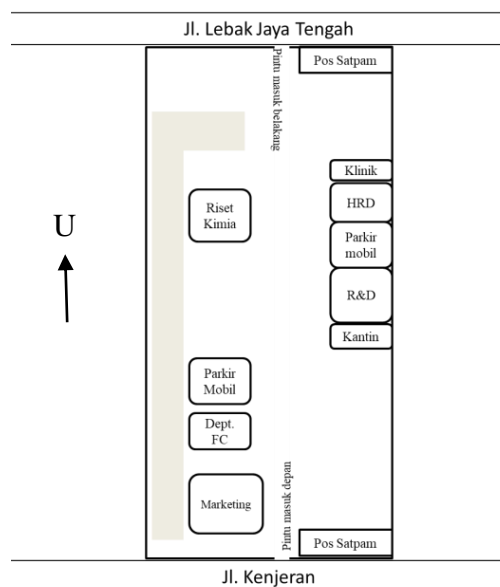 Jl. Lebak Jaya Tengah
Pintu masuk belakang
Pos Satpam
Klinik
Riset
Kimia
HRD
U
Parkir
mobil
R&D
Kantin
Parkir
Mobil
Dept.
FC
Marketing
Pintu masuk depan
Pos Satpam
Jl. Kenjeran